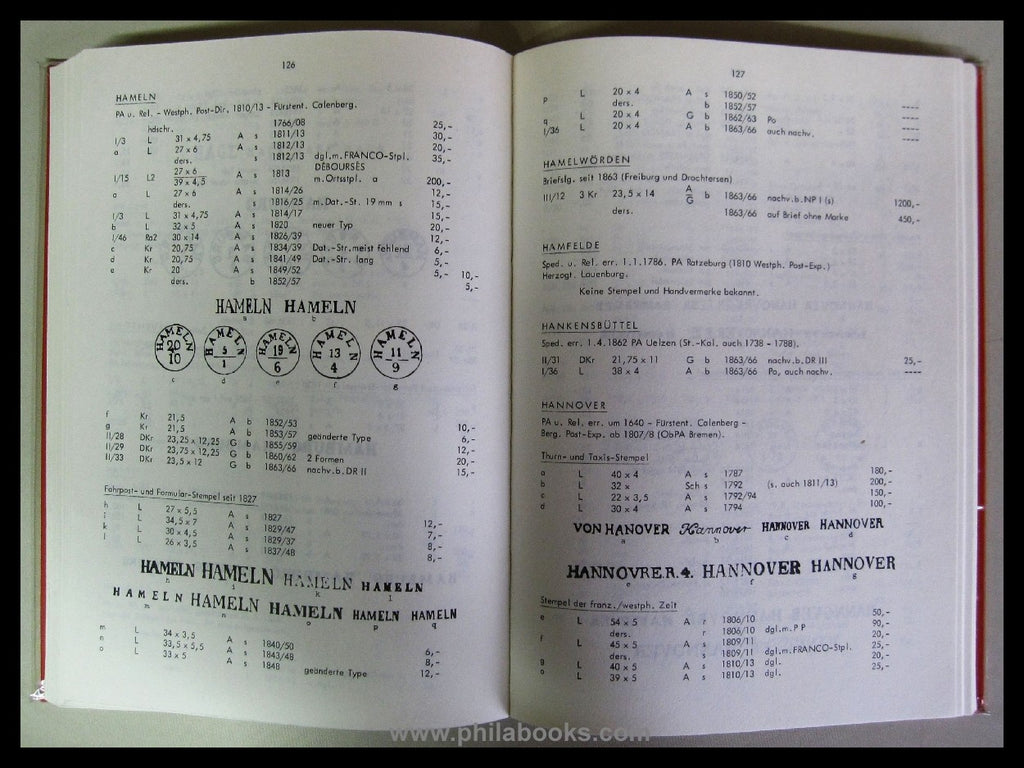 126
HAMELN
PA u. Rel. - Westph. Post-Dir. 1810/13 - Fürstent. Calenberg.
hdschr. 1766/08 25,-
I/3 L 31 x 4,75 A s 1811/13 30,-
a L 27 x 6 A s 1812/13 20,-
ders. s 1812/13 dgl.m.FRANCO-Stpl. 35,-
DÉBOURSÉS
I/15 L2 27 x 6 A s 1813 m.Ortsstpl. a 200,-
39 x 4,5
a L 27 x 6 A s 1814/26 12,-
ders. s 1816/25 m.Dat.-St. 19 mm s 15,-
I/3 L 31 x 4,75 A s 1814/17 15,-
b L 32 x 5 A s 1820 neuer Typ 20,-
I/46 Ra2 30 x 14 A s 1826/39 12,-
c Kr 20,75 A s 1834/39 Dat.-Str.meist fehlend 6,-
d Kr 20,75 A s 1841/49 Dat.-Str. lang 5,-
e Kr 20 A s 1849/52 5,- 10,-
ders. b 1852/57 5,-
HAMELN HAMELN
a b
HAMELN 20 10 HAMELN 5 1 HAMELN 19 6 HAMELN 13 4 HAMELN 11 9
c d e f g
f Kr 21,5 A b 1852/53 10,-
g Kr 21,5 A b 1853/57 geänderte Type 6,-
II/28 DKr 23,25 x 12,25 G b 1855/59 12,-
II/29 DKr 23,75 x 12,25 G b 1860/62 2 Formen 20,-
II/33 DKr 23,5 x 12 G b 1863/66 nachv.b.DR II 15,-
Fahrpost- und Formular-Stempel seit 1827
h L 27 x 5,5 A s 1827 12,-
i L 34,5 x 7 A s 1829/47 7,-
k L 30 x 4,5 A s 1829/37 8,-
l L 26 x 3,5 A s 1837/48 8,-
HAMELN HAMELN HAMELN HAMELN
h i k l
HAMELN HAMELN HAMELN HAMELN HAMELN
m n o p q
m L 34 x 3,5 A s 1840/50 6,-
n L 33,5 x 5,5 A s 1843/48 8,-
o L 33 x 5 A s 1848 geänderte Type 12,-
127
p L 20 x 4 A s 1850/52 ----
ders. b 1852/57
q L 20 x 4 G b 1862/63 Po
I/36 L 20 x 4 A b 1863/66 auch nachv. ----
HAMELWÖRDEN
Briefslg. seit 1863 (Freiburg und Drochtersen)
III/12 3 Kr 23,5 x 14 A G b 1863/66 nachv.b.NP I (s) 1200,-
ders. 1863/66 auf Brief ohne Marke 450,-
HAMFELDE
Sped. u. Rel. err. 1.1.1786. PA Ratzeburg (1810 Westph. Post-Exp.)
Herzogt. Lauenburg.
Keine Stempel und Handvermerke bekannt.
HANKENSBÜTTEL
Sped. err. 1.4.1862 PA Uelzen (St.-Kol. auch 1738 - 1788).
II/31 DKr 21,75 x 11 G b 1863/66 nachv.b.DR III 25,-
I/36 L 38 x 4 A b 1863/66 Po, auch nachv. ----
HANNOVER
PA u. Rel. err. um 1640 - Fürstent. Calenberg -
Berg. Post-Exp. ab 1807/8 (ObPA Bremen).
Thurn- und Taxis-Stempel
a L 40 x 4 A s 1787 180,-
b L 32 x Sch s 1792 (s. auch 1811/13) 200,-
c L 22 x 3,5 A s 1792/94 150,-
d L 30 x 4 A s 1794 100,-
VON HANOVER Hannover HANNOVER HANNOVER
a b c d
HANNOVRE.R.4. HANNOVER HANNOVER
e f g
Stempel der franz./westph. Zeit
e L 54 x 5 A r 1806/10 50,-
ders. r 1806/10 dgl.m.P P 90,-
f L 45 x 5 A s 1809/11 20,-
ders. s 1809/11 dgl.m.FRANCO-Stpl. 25,-
g L 40 x 5 A s 1810/13 dgl. 20,-
L 39 x 5 A s 1810/13 dgl. 25,-
www.philabooks.com